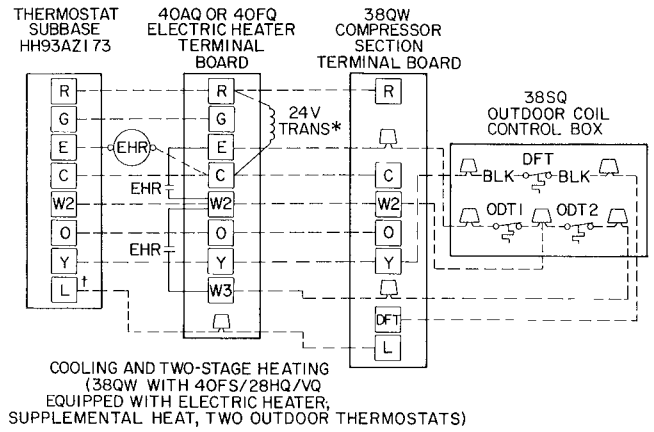 THERMOSTAT
SUBBASE
HH93AZ173
40AQ OR 40FQ
ELECTRIC HEATER
TERMINAL
BOARD
38QW
COMPRESSOR
SECTION
TERMINAL BOARD
38SQ
OUTDOOR COIL
CONTROL BOX
R
G
E
C
W2
O
Y
L †
EHR
EHR
EHR
R
G
E
C
W2
O
Y
W3
24V
TRANS*
R
C
W2
O
Y
DFT
L
DFT
BLK
BLK
ODT1
ODT2
COOLING AND TWO-STAGE HEATING
(38QW WITH 40FS/28HQ/VQ
EQUIPPED WITH ELECTRIC HEATER;
SUPPLEMENTAL HEAT, TWO OUTDOOR THERMOSTATS)